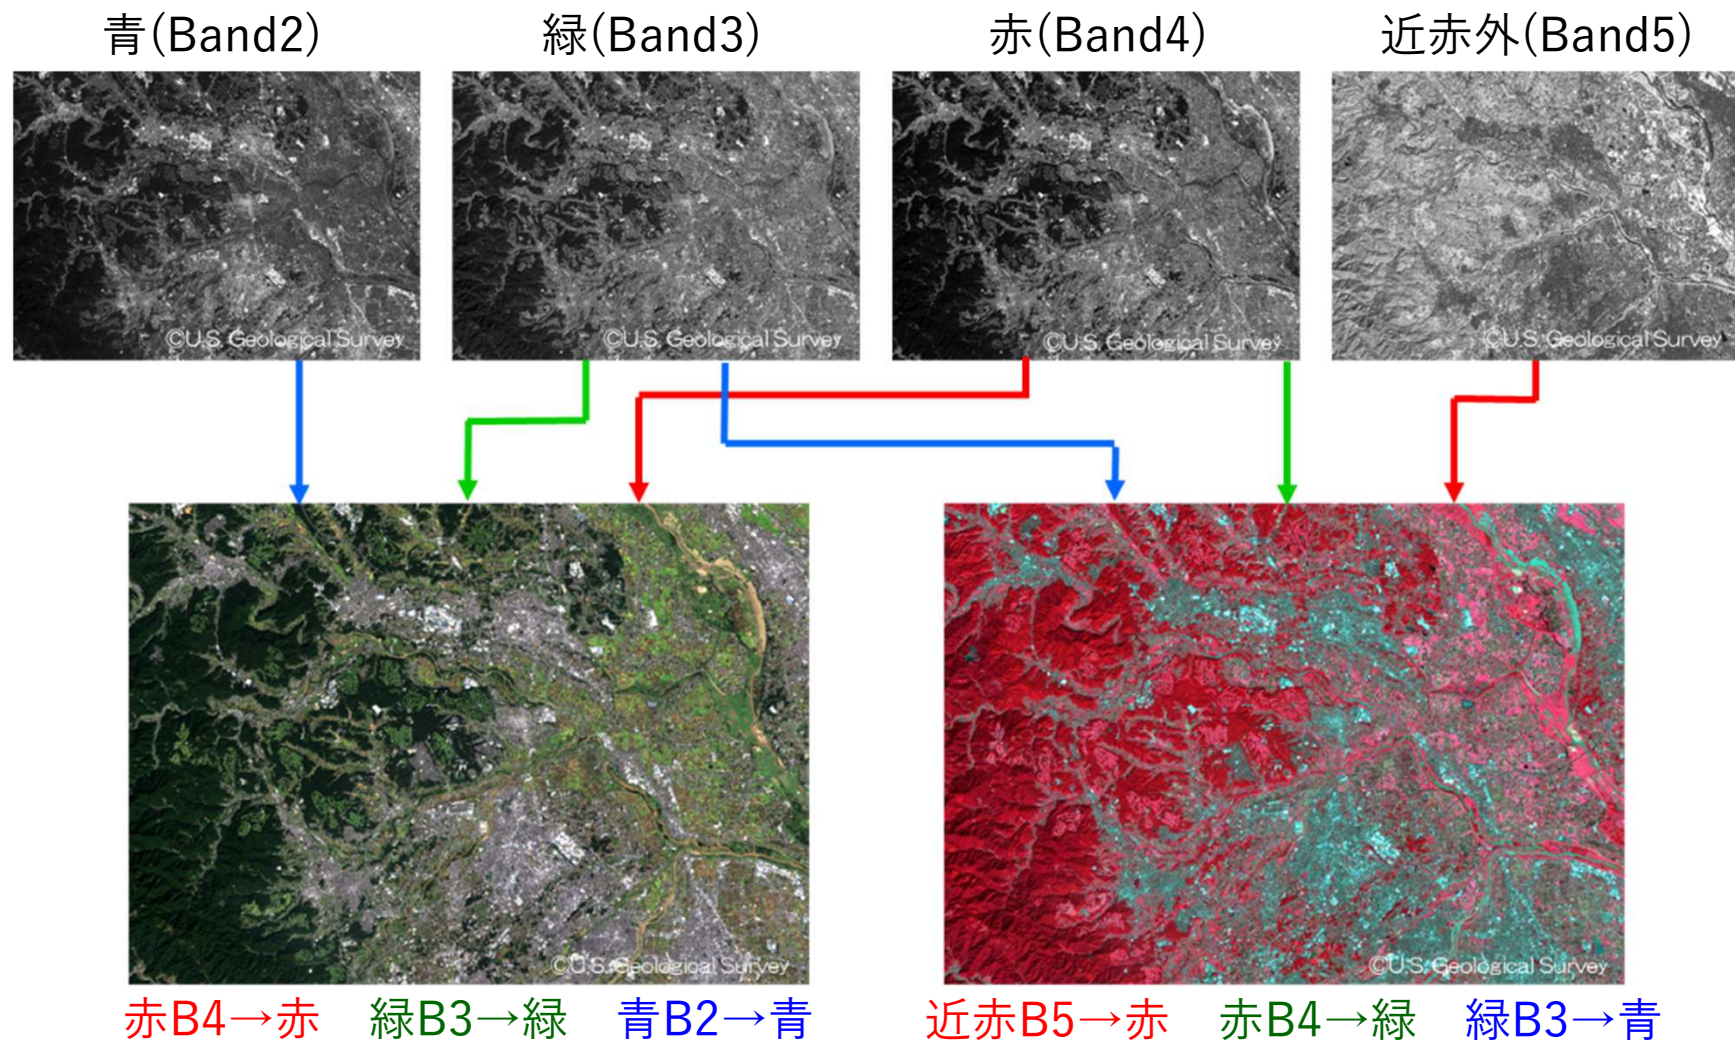 青(Band2)
緑(Band3)
赤(Band4)
近赤外(Band5)
©U.S. Geological Survey
©U.S. Geological Survey
©U.S. Geological Survey
©U.S. Geological Survey
©U.S. Geological Survey
©U.S. Geological Survey
赤B4→赤 緑B3→緑 青B2→青
近赤B5→赤 赤B4→緑 緑B3→青